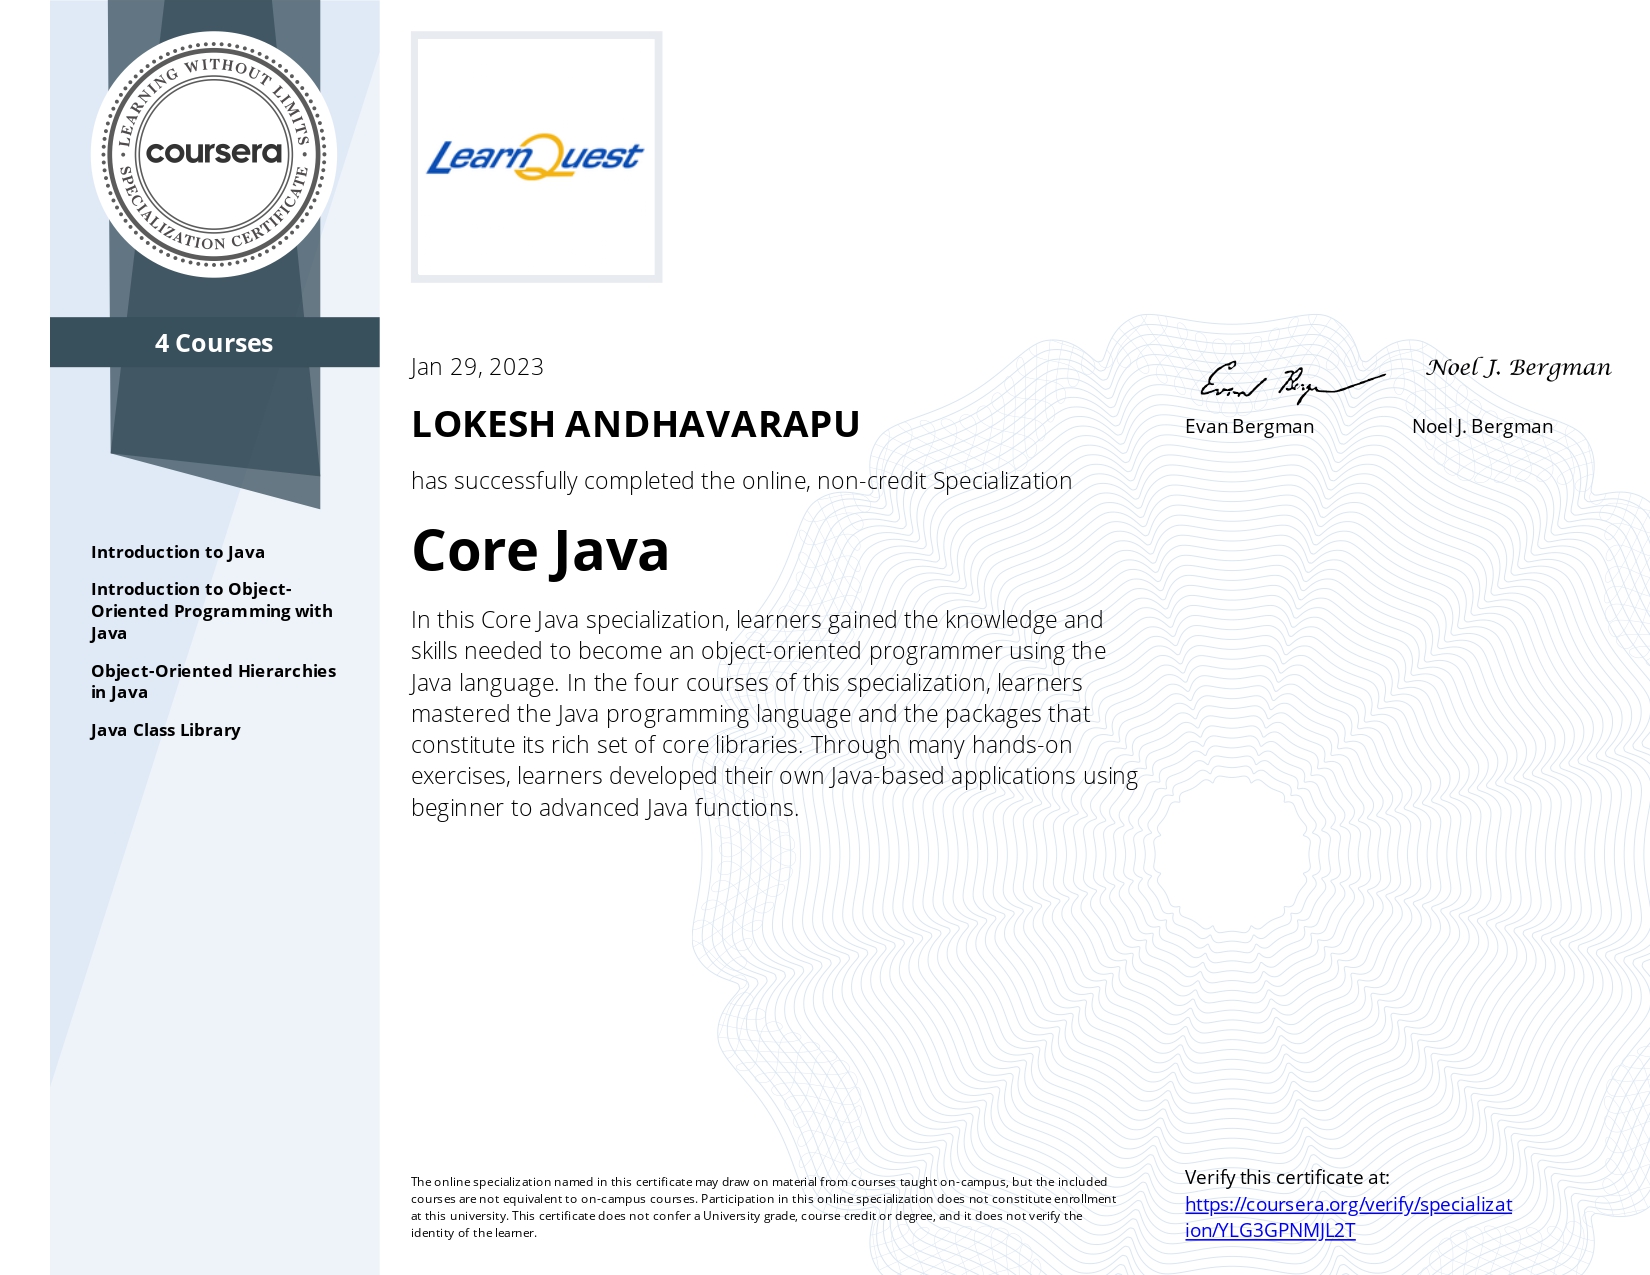 LEARNING WITHOUT LIMITS
coursera
SPECIALIZATION CERTIFICATE
4 Courses
Introduction to Java
Introduction to Object-
Oriented Programming with
Java
Object-Oriented Hierarchies
in Java
Java Class Library
LearnQuest
Jan 29, 2023
LOKESH ANDHAVARAPU
has successfully completed the online, non-credit Specialization
Core Java
In this Core Java specialization, learners gained the knowledge and
skills needed to become an object-oriented programmer using the
Java language. In the four courses of this specialization, learners
mastered the Java programming language and the packages that
constitute its rich set of core libraries. Through many hands-on
exercises, learners developed their own Java-based applications using
beginner to advanced Java functions.
Evan Berger
Evan Bergman
Noel J. Bergman
Noel J. Bergman
The online specialization named in this certificate may draw on material from courses taught on-campus, but the included
courses are not equivalent to on-campus courses. Participation in this online specialization does not constitute enrollment
at this university. This certificate does not confer a University grade, course credit or degree, and it does not verify the
identity of the learner.
Verify this certificate at:
https://coursera.org/verify/specializat
ion/YLG3GPNMJL2T